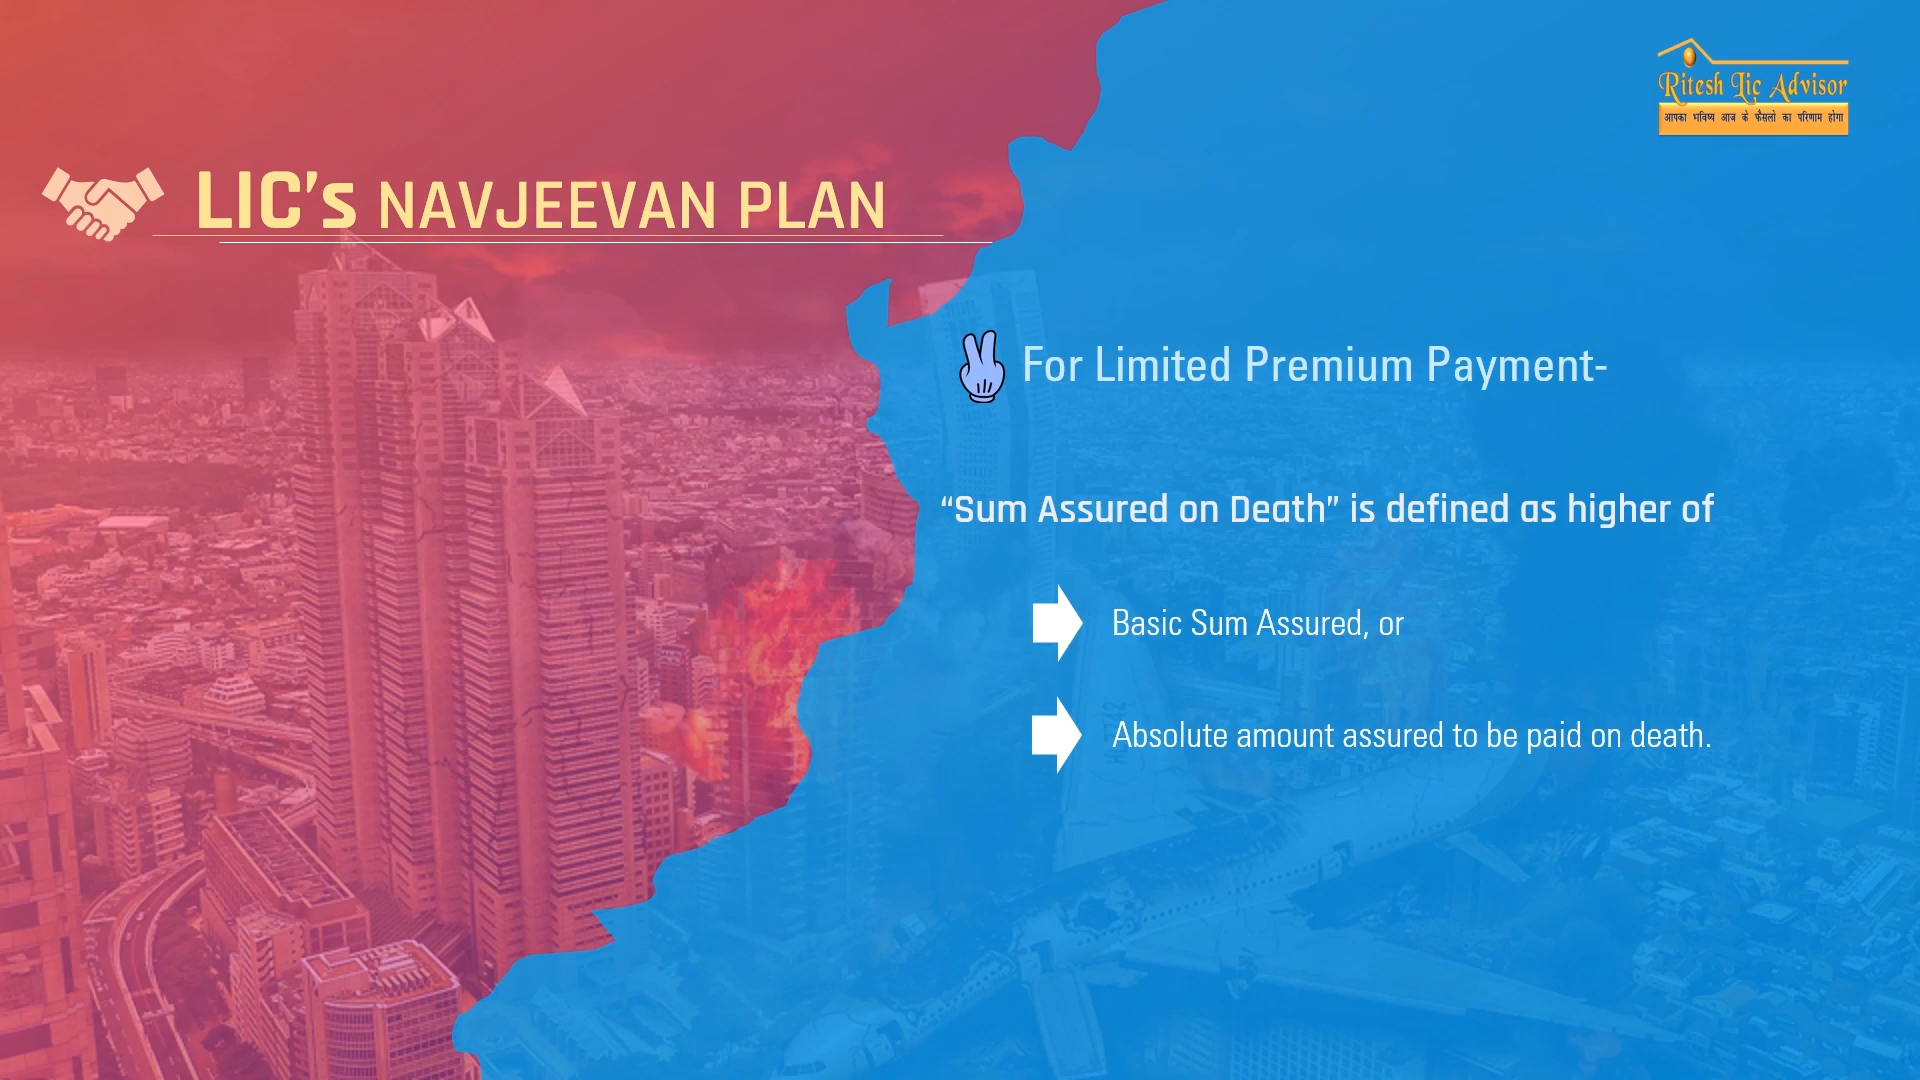 Ritesh Lic Advisor
आपका भविष्य आज के फैसलो का परिणाम होगा
LIC's NAVJEEVAN PLAN
For Limited Premium Payment-
“Sum Assured on Death” is defined as higher of
Basic Sum Assured, or
Absolute amount assured to be paid on death.